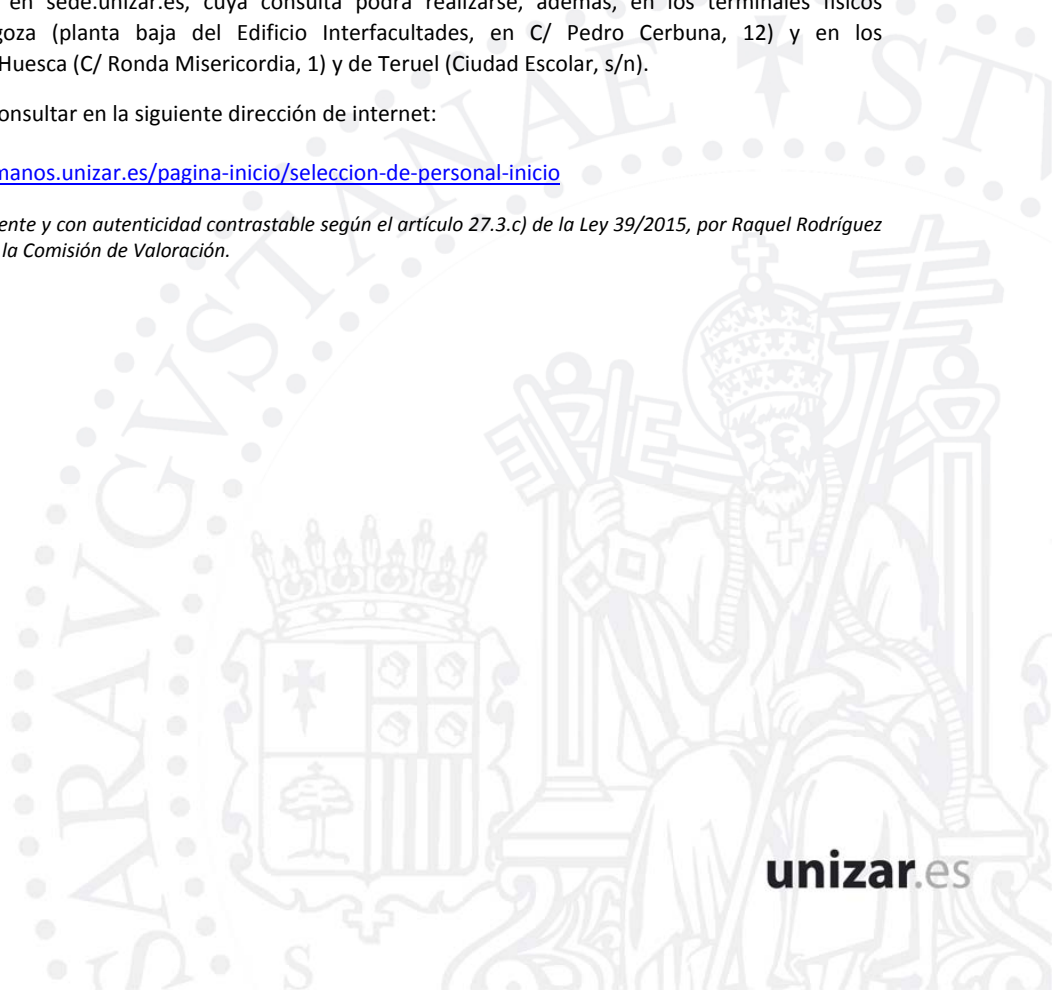 en sede.unizar.es, cuya consulta podrá realizarse, además, en los terminales físicos
goza (planta baja del Edificio Interfacultades, en C/ Pedro Cerbuna, 12) y en los
Huesca (C/ Ronda Misericordia, 1) y de Teruel (Ciudad Escolar, s/n).
onsultar en la siguiente dirección de internet:
manos.unizar.es/pagina-inicio/seleccion-de-personal-inicio
ente y con autenticidad contrastable según el artículo 27.3.c) de la Ley 39/2015, por Raquel Rodríguez
la Comisión de Valoración.
SARAVGVSTANAE
ST
unizar.es
S